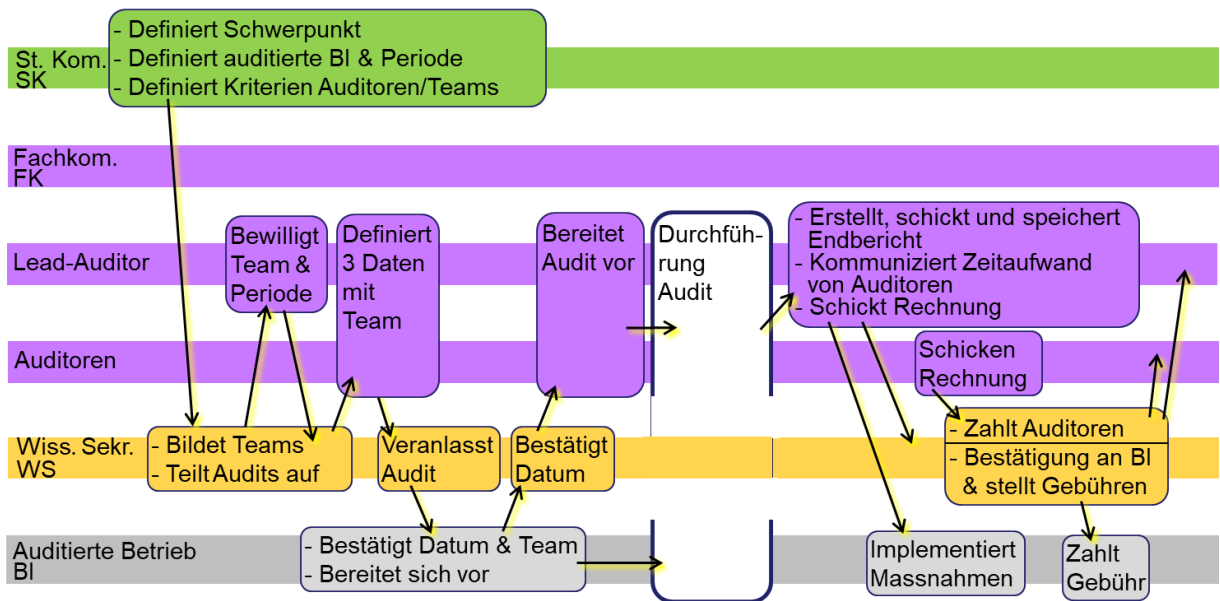 St. Kom.
SK
- Definiert Schwerpunkt
- Definiert auditierte BI & Periode
- Definiert Kriterien Auditoren/Teams
Fachkom.
FK
Lead-Auditor
Bewilligt
Team &
Periode
Definiert
3 Daten
mit
Team
Bereitet
Audit vor
Durchfüh-
rung
Audit
- Erstellt, schickt und speichert
Endbericht
- Kommuniziert Zeitaufwand
von Auditoren
- Schickt Rechnung
Auditoren
Schicken
Rechnung
Wiss. Sekr.
WS
- Bildet Teams
- Teilt Audits auf
Veranlasst
Audit
Bestätigt
Datum
- Zahlt Auditoren
- Bestätigung an BI
& stellt Gebühren
Auditierte Betrieb
BI
- Bestätigt Datum & Team
- Bereitet sich vor
Implementiert
Massnahmen
Zahlt
Gebühr